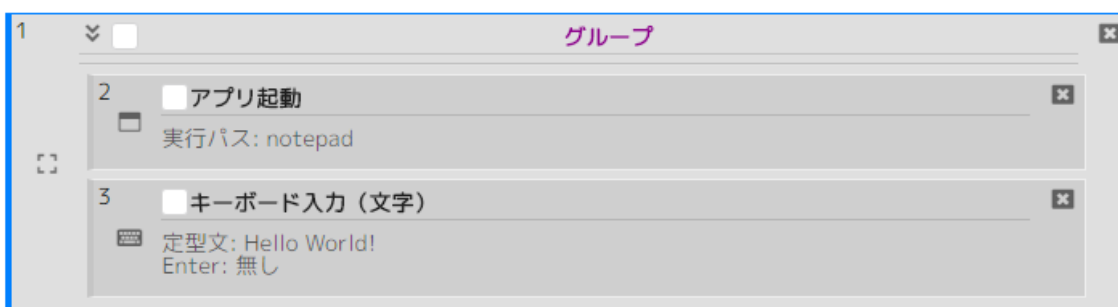 1
グループ
2
アプリ起動
実行パス: notepad
3
キーボード入力（文字）
定型文: Hello World!
Enter: 無し